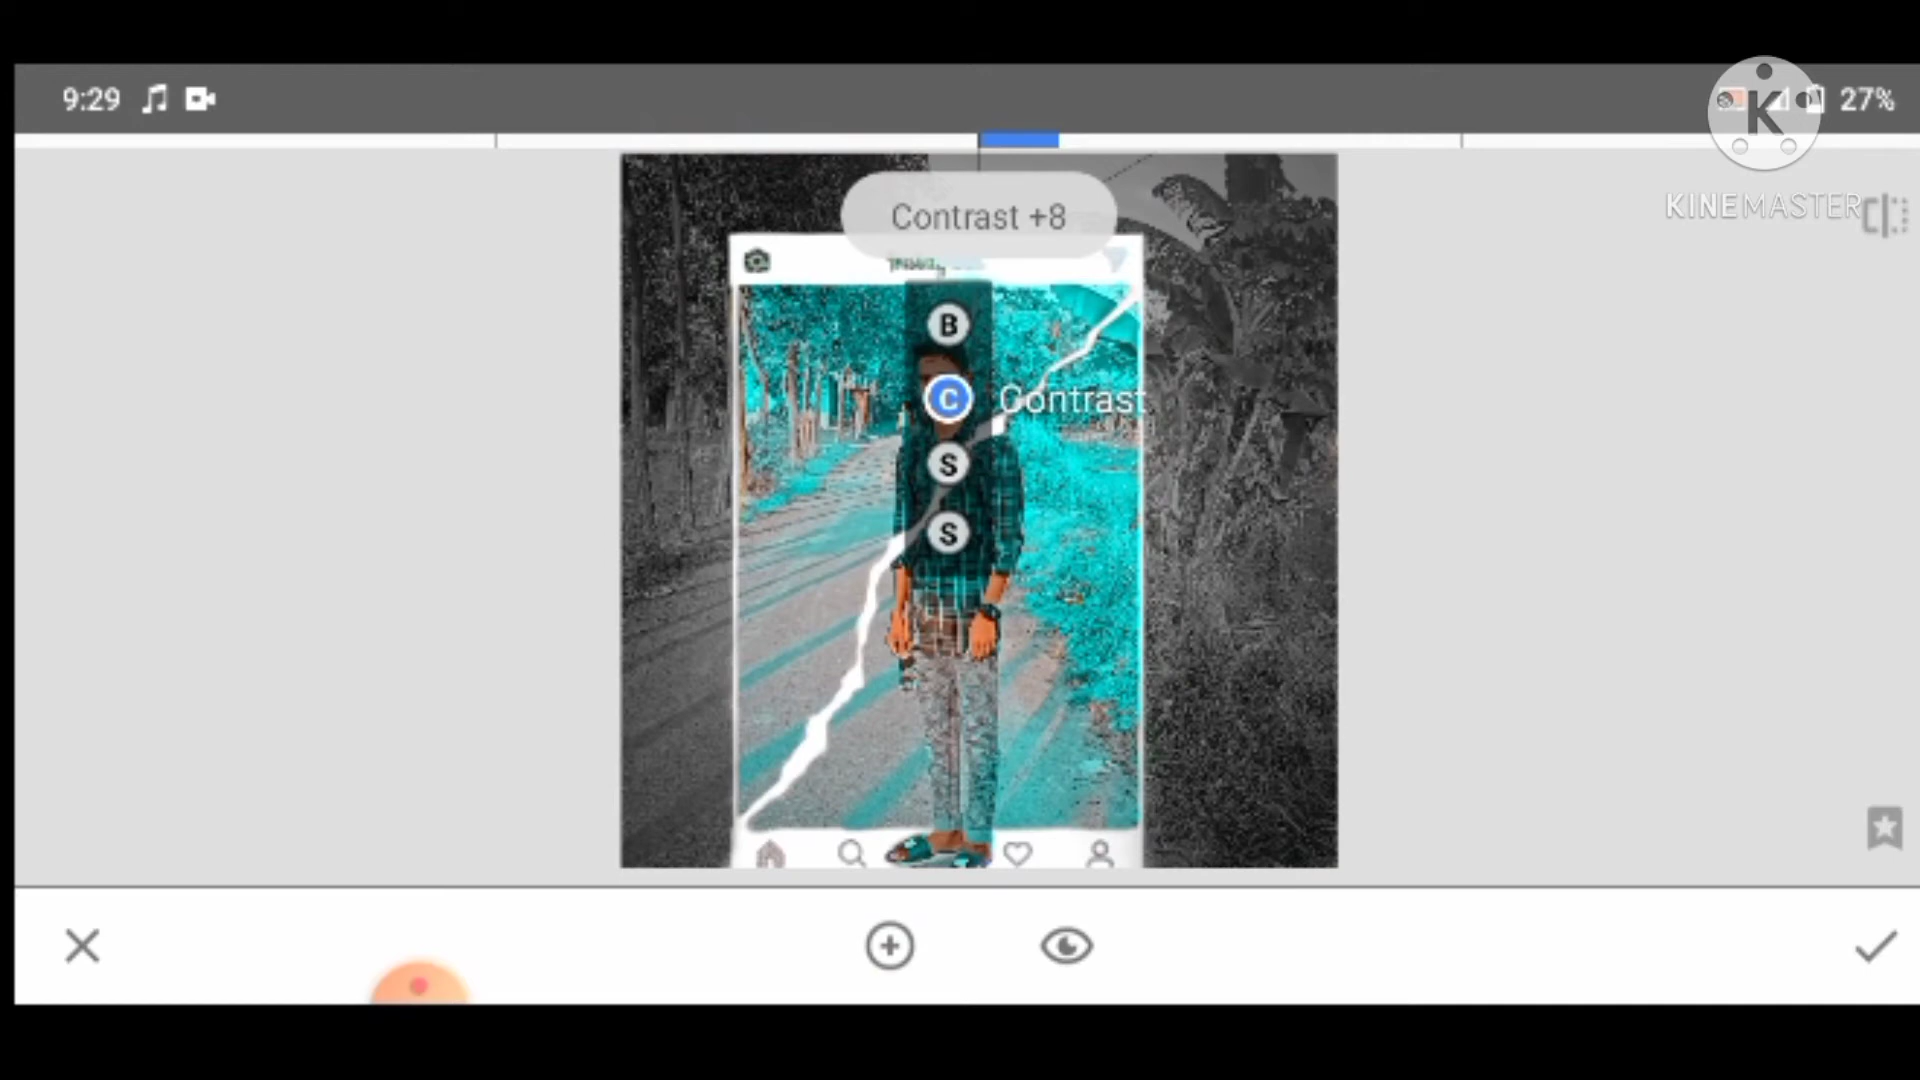 9:29
27%
K
KINEMASTER
Contrast +8
B
C Contrast
S
S